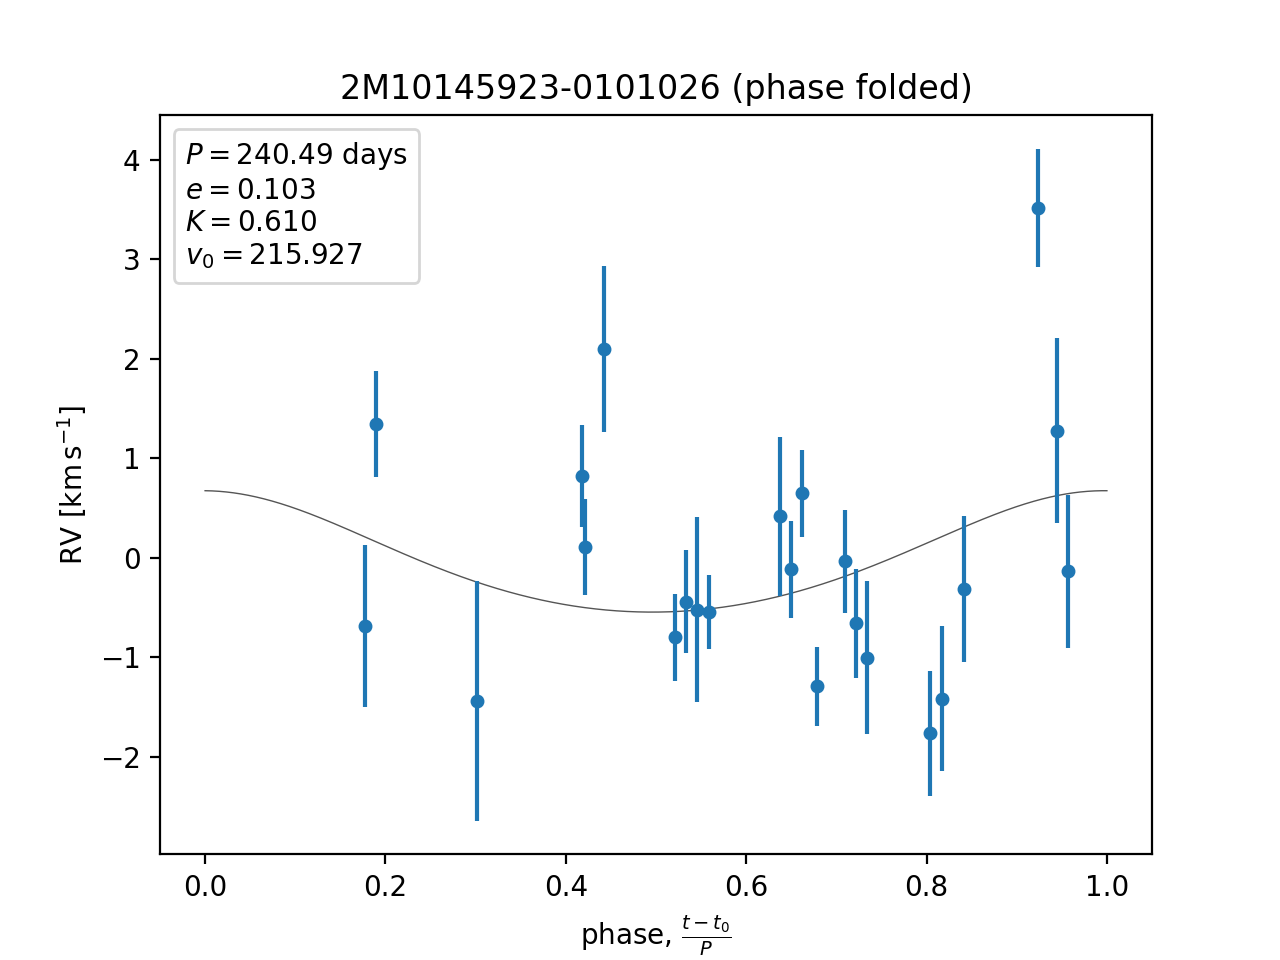 2M10145923-0101026 (phase folded)
P = 240.49 days
e = 0.103
K = 0.610
v₀ = 215.927
4
3
2
1
0
−1
−2
RV [km s⁻¹]
0.0 0.2 0.4 0.6 0.8 1.0
phase, (t − t₀)/P